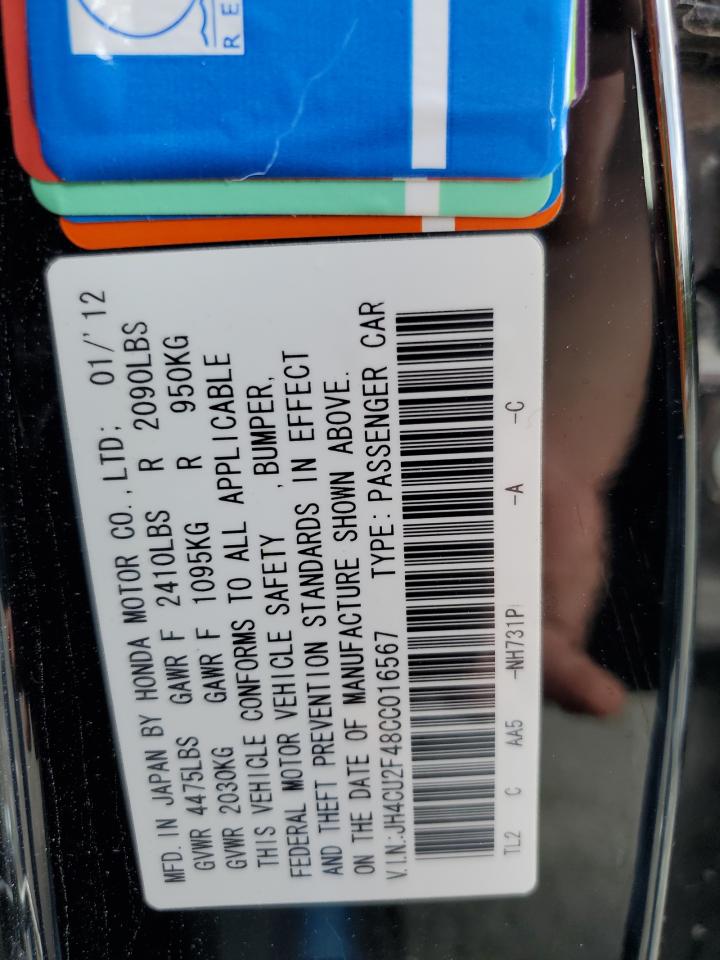 RE
MFD. IN JAPAN BY HONDA MOTOR CO., LTD; 01/'12
GVWR 4475LBS GAWR F 2410LBS R 2090LBS
GVWR 2030KG GAWR F 1095KG R 950KG
THIS VEHICLE CONFORMS TO ALL APPLICABLE
FEDERAL MOTOR VEHICLE SAFETY ,BUMPER,
AND THEFT PREVENTION STANDARDS IN EFFECT
ON THE DATE OF MANUFACTURE SHOWN ABOVE.
V.I.N.:JH4CU2F48CC016567 TYPE:PASSENGER CAR
TL2 C AA5 -NH731P -A -C